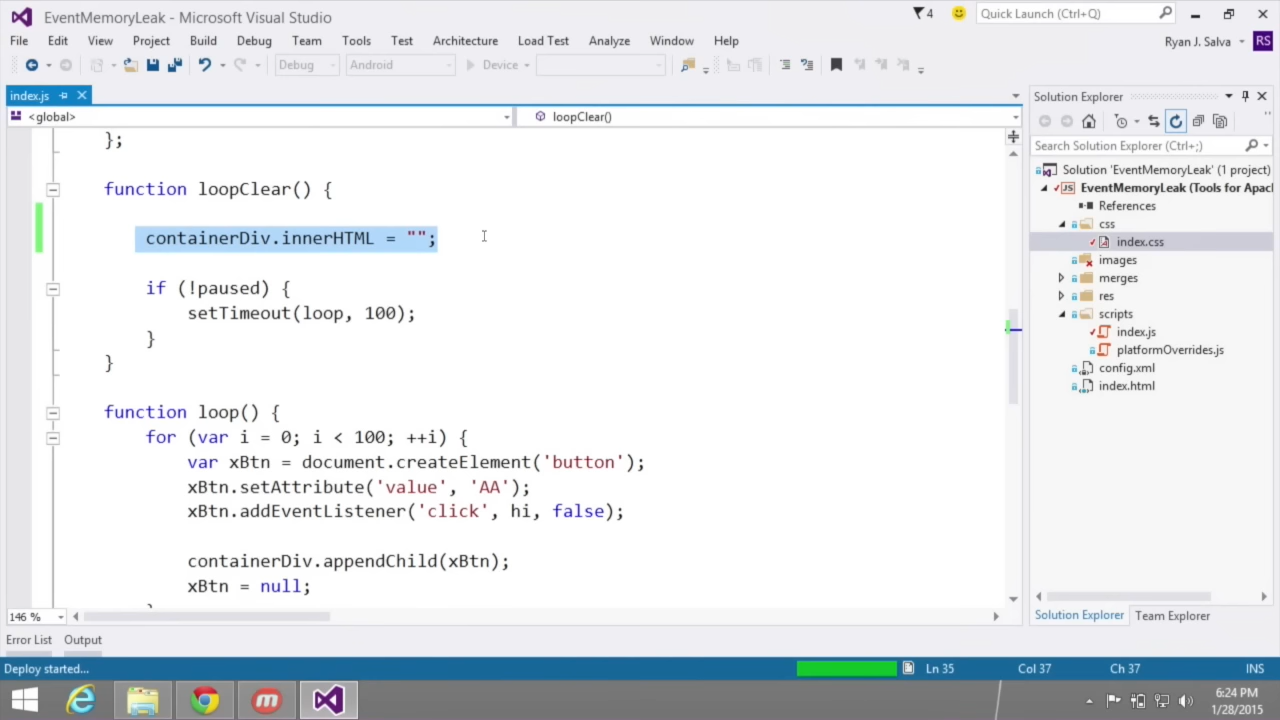 EventMemoryLeak - Microsoft Visual Studio
4
Quick Launch (Ctrl+Q)
File Edit View Project Build Debug Team Tools Test Architecture Load Test Analyze Window Help
Ryan J. Salva RS
Debug Android Device
index.js
<global> loopClear()
};
function loopClear() {
containerDiv.innerHTML = "";
if (!paused) {
setTimeout(loop, 100);
}
}
function loop() {
for (var i = 0; i < 100; ++i) {
var xBtn = document.createElement('button');
xBtn.setAttribute('value', 'AA');
xBtn.addEventListener('click', hi, false);
containerDiv.appendChild(xBtn);
xBtn = null;
146 %
Solution Explorer
Search Solution Explorer (Ctrl+;)
Solution 'EventMemoryLeak' (1 project)
EventMemoryLeak (Tools for Apac
References
css
index.css
images
merges
res
scripts
index.js
platformOverrides.js
config.xml
index.html
Solution Explorer Team Explorer
Error List Output
Deploy started... Ln 35 Col 37 Ch 37 INS
6:24 PM
1/28/2015